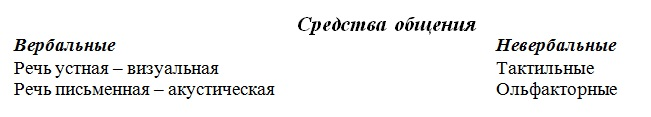 Средства общения
Вербальные Невербальные
Речь устная – визуальная Тактильные
Речь письменная – акустическая Ольфакторные